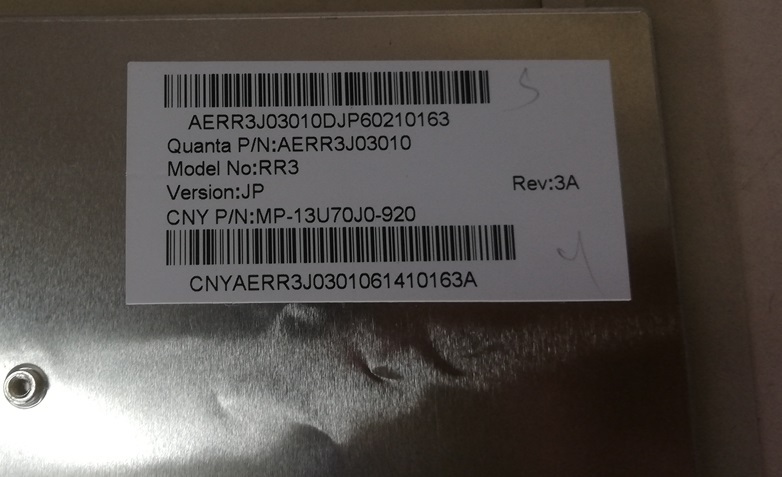 AERR3J03010DJP60210163
Quanta P/N:AERR3J03010
Model No:RR3
Version:JP
Rev:3A
CNY P/N:MP-13U70J0-920
CNYAERR3J0301061410163A